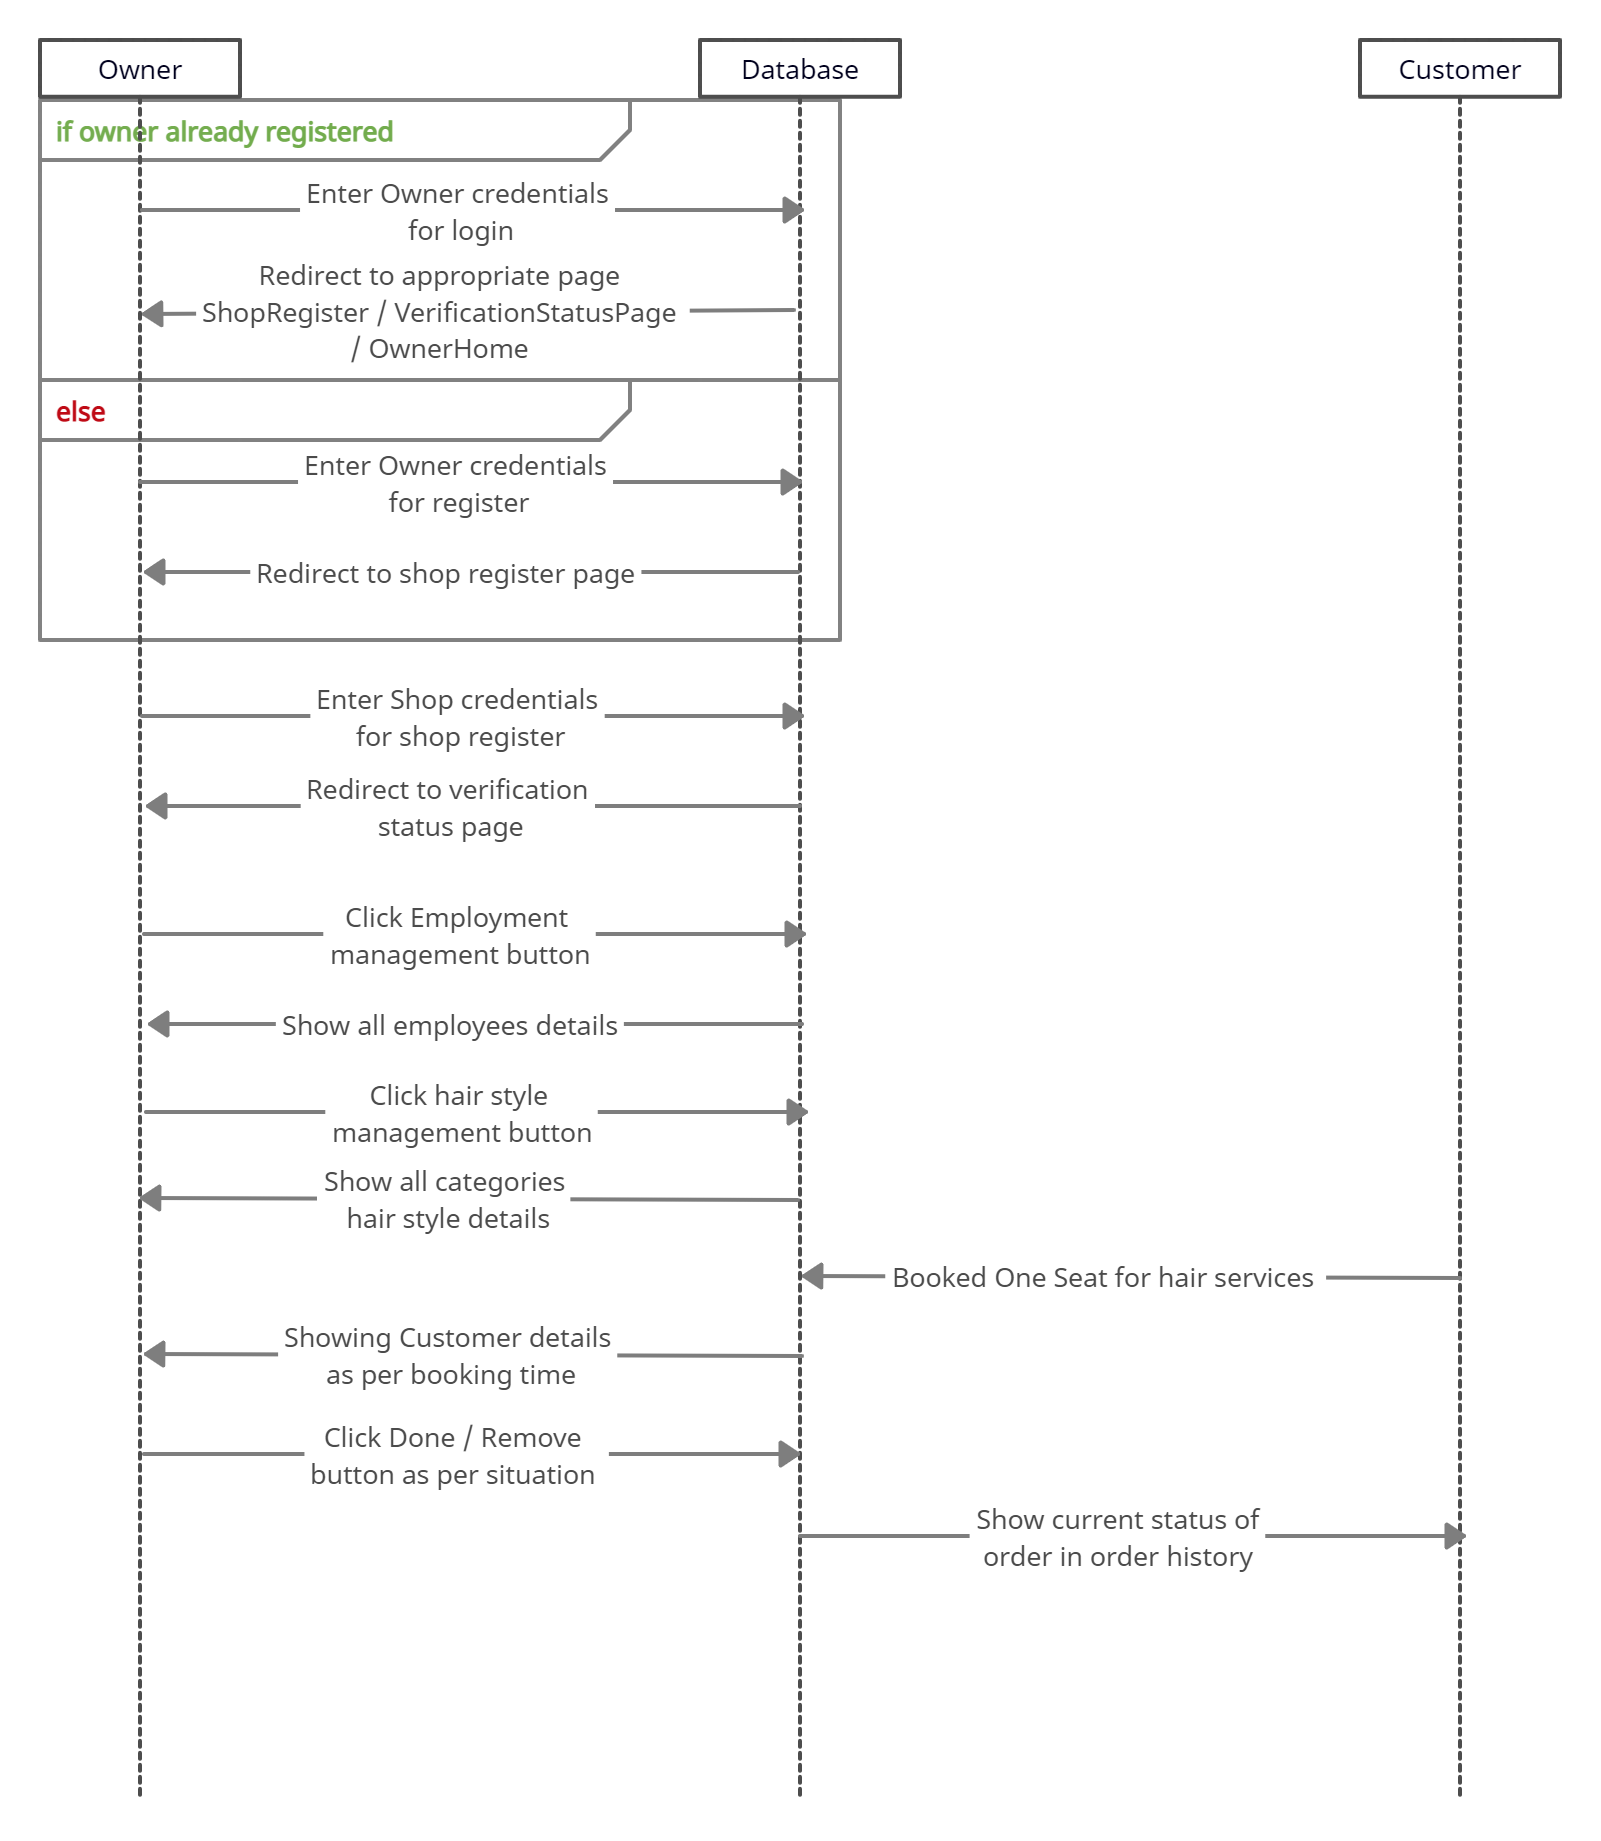 Owner
Database
Customer
if owner already registered
Enter Owner credentials
for login
Redirect to appropriate page
ShopRegister / VerificationStatusPage
/ OwnerHome
else
Enter Owner credentials
for register
Redirect to shop register page
Enter Shop credentials
for shop register
Redirect to verification
status page
Click Employment
management button
Show all employees details
Click hair style
management button
Show all categories
hair style details
Booked One Seat for hair services
Showing Customer details
as per booking time
Click Done / Remove
button as per situation
Show current status of
order in order history